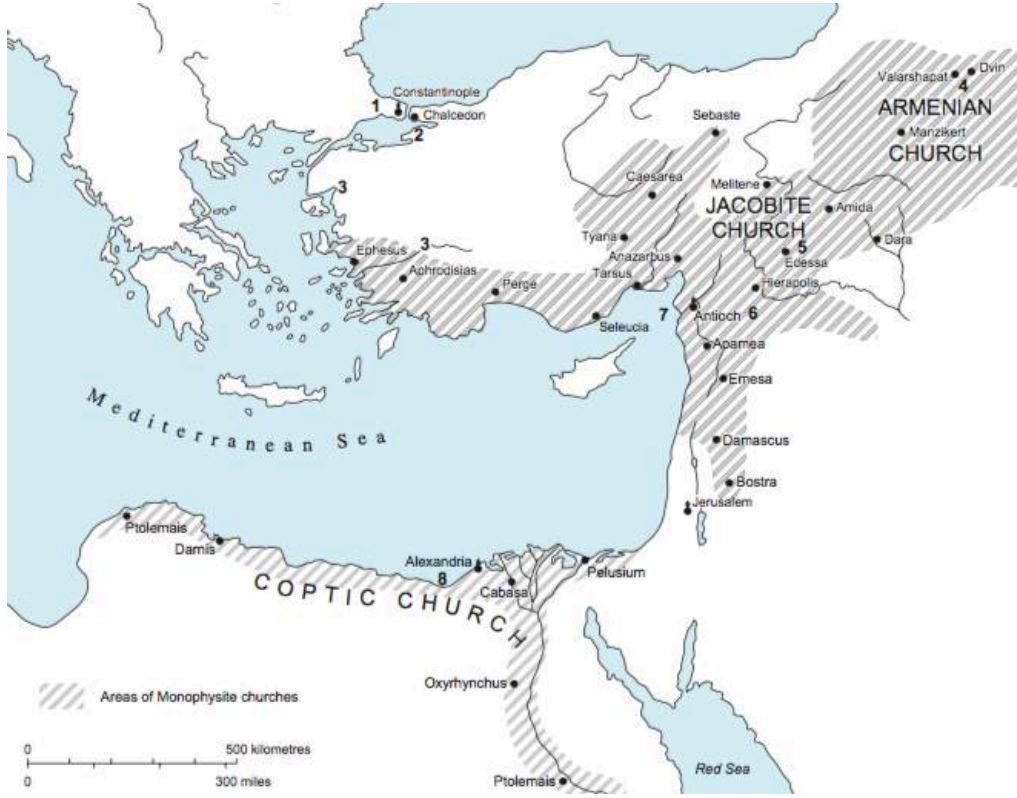 Constantinople
1
Chalcedon
2
3
Sebaste
Valarshapat
Dvin
4
ARMENIAN
Manzikert
CHURCH
Caesarea
Melitene
JACOBITE
CHURCH
Amida
Tyana
5
Dara
Edessa
Anazarbus
Tarsus
Hierapolis
3
Ephesus
Aphrodisias
Perge
Seleucia
7
Antioch
6
Apamea
Emesa
Damascus
Bostra
Jerusalem
Mediterranean Sea
Ptolemais
Darnis
Alexandria
8
Cabasa
Pelusium
COPTIC CHURCH
Oxyrhynchus
Ptolemais
Red Sea
Areas of Monophysite churches
0 500 kilometres
0 300 miles